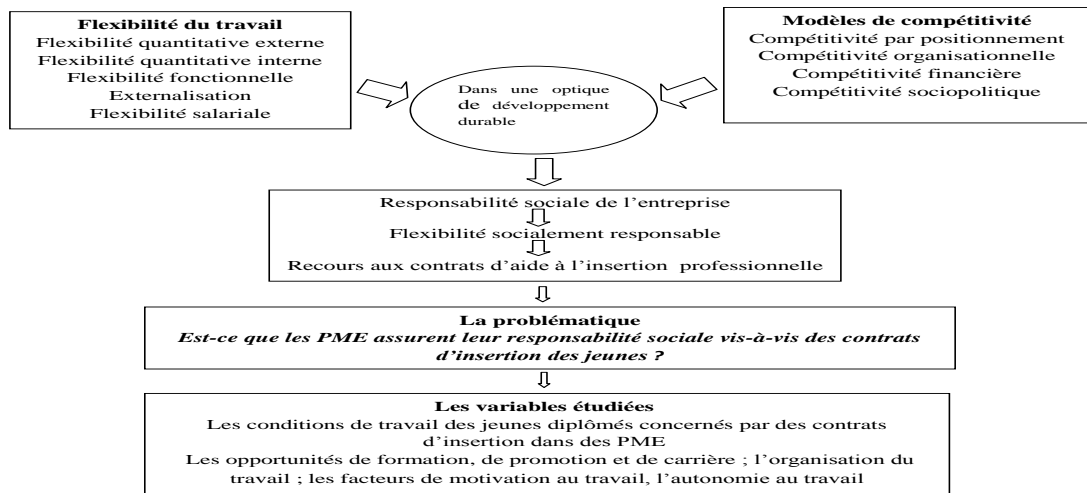 Flexibilité du travail
Flexibilité quantitative externe
Flexibilité quantitative interne
Flexibilité fonctionnelle
Externalisation
Flexibilité salariale
Modèles de compétitivité
Compétitivité par positionnement
Compétitivité organisationnelle
Compétitivité financière
Compétitivité sociopolitique
Dans une optique
de développement
durable
Responsabilité sociale de l'entreprise
Flexibilité socialement responsable
Recours aux contrats d'aide à l'insertion professionnelle
La problématique
Est-ce que les PME assurent leur responsabilité sociale vis-à-vis des contrats
d'insertion des jeunes ?
Les variables étudiées
Les conditions de travail des jeunes diplômés concernés par des contrats
d'insertion dans des PME
Les opportunités de formation, de promotion et de carrière ; l'organisation du
travail ; les facteurs de motivation au travail, l'autonomie au travail